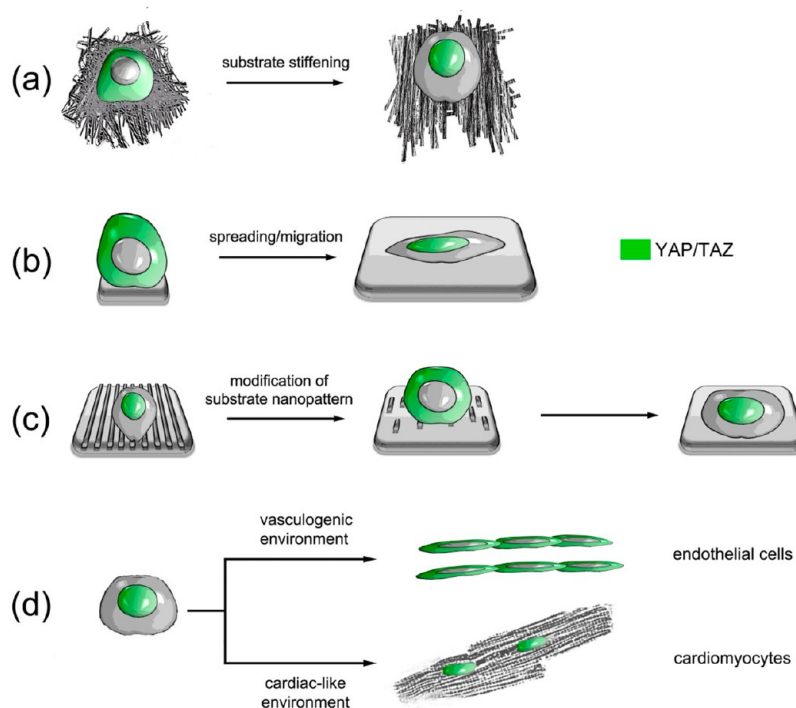 (a)
substrate stiffening
(b)
spreading/migration
YAP/TAZ
(c)
modification of
substrate nanopattern
(d)
vasculogenic
environment
endothelial cells
cardiac-like
environment
cardiomyocytes